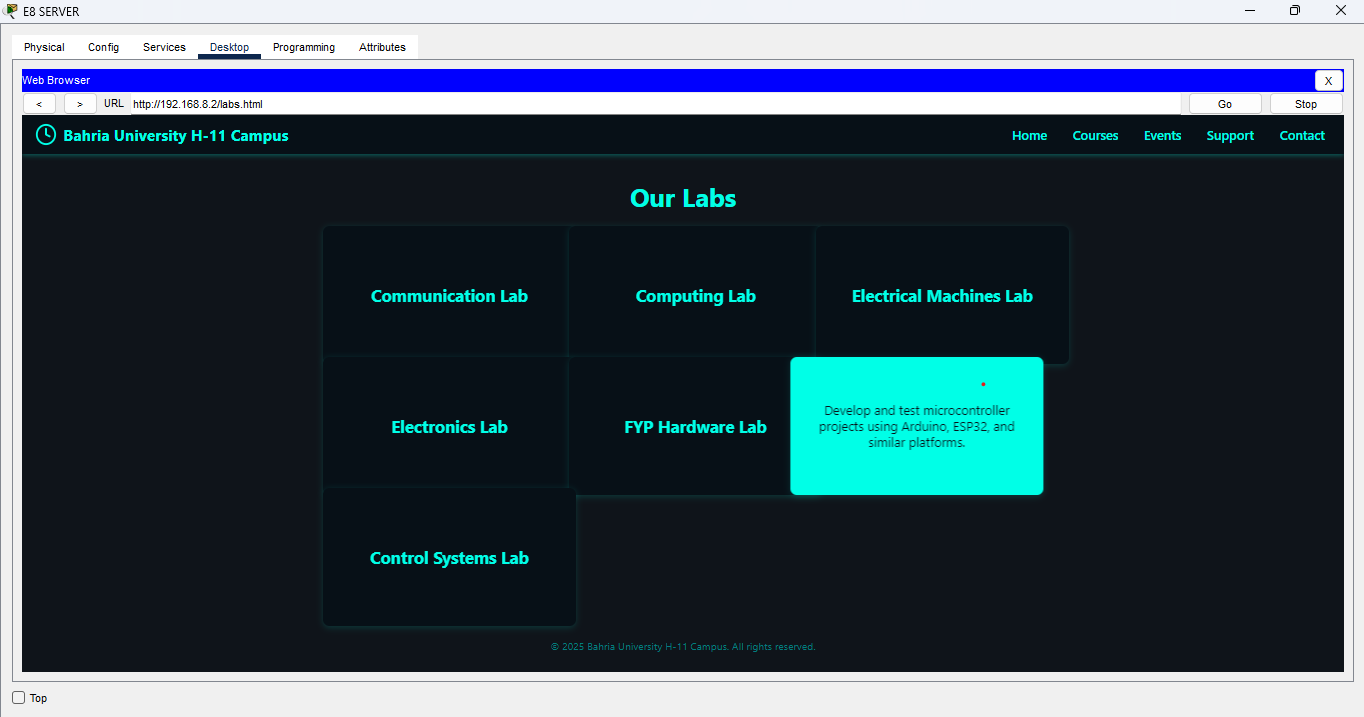 E8 SERVER
Physical Config Services Desktop Programming Attributes
Web Browser X
< > URL http://192.168.8.2/labs.html Go Stop
Bahria University H-11 Campus Home Courses Events Support Contact
Our Labs
Communication Lab Computing Lab Electrical Machines Lab
Electronics Lab FYP Hardware Lab
Develop and test microcontroller
projects using Arduino, ESP32, and
similar platforms.
Control Systems Lab
© 2025 Bahria University H-11 Campus. All rights reserved.
Top